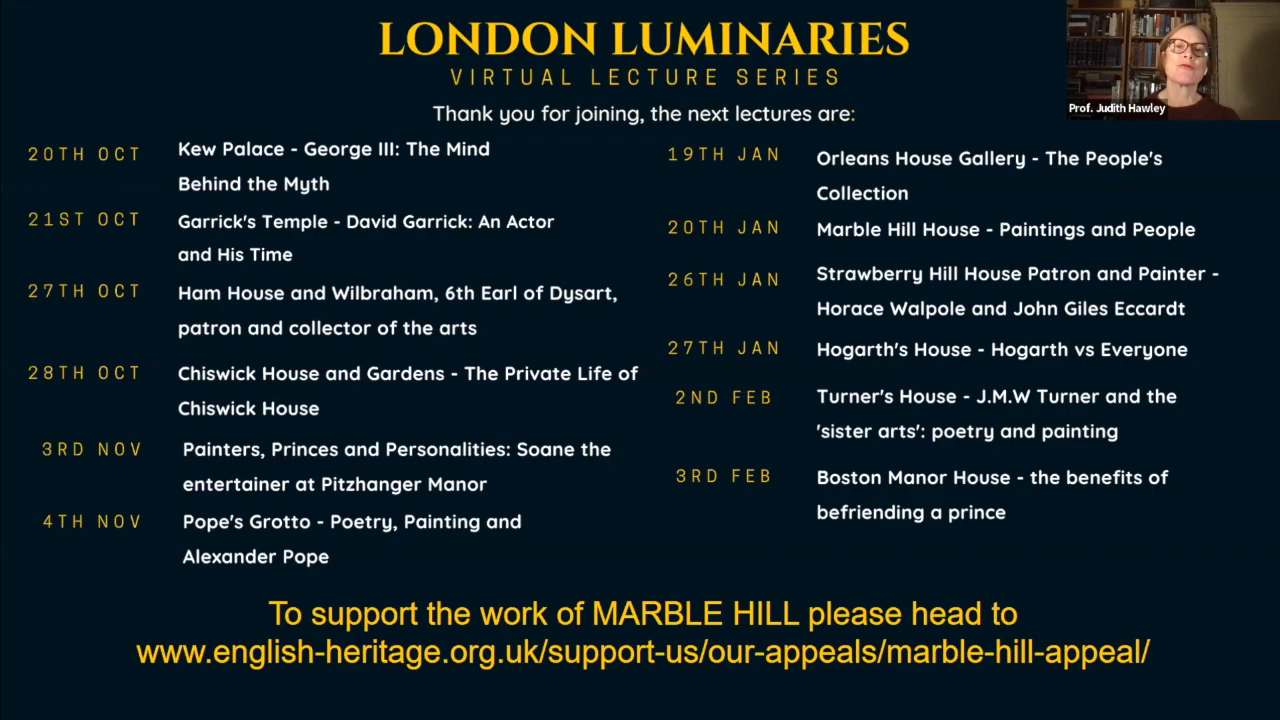 LONDON LUMINARIES
VIRTUAL LECTURE SERIES
Thank you for joining, the next lectures are:
Prof. Judith Hawley
20TH OCT
Kew Palace - George III: The Mind
Behind the Myth
21ST OCT
Garrick's Temple - David Garrick: An Actor
and His Time
27TH OCT
Ham House and Wilbraham, 6th Earl of Dysart,
patron and collector of the arts
28TH OCT
Chiswick House and Gardens - The Private Life of
Chiswick House
3RD NOV
Painters, Princes and Personalities: Soane the
entertainer at Pitzhanger Manor
4TH NOV
Pope's Grotto - Poetry, Painting and
Alexander Pope
19TH JAN
Orleans House Gallery - The People's
Collection
20TH JAN
Marble Hill House - Paintings and People
26TH JAN
Strawberry Hill House Patron and Painter -
Horace Walpole and John Giles Eccardt
27TH JAN
Hogarth's House - Hogarth vs Everyone
2ND FEB
Turner's House - J.M.W Turner and the
'sister arts': poetry and painting
3RD FEB
Boston Manor House - the benefits of
befriending a prince
To support the work of MARBLE HILL please head to
www.english-heritage.org.uk/support-us/our-appeals/marble-hill-appeal/